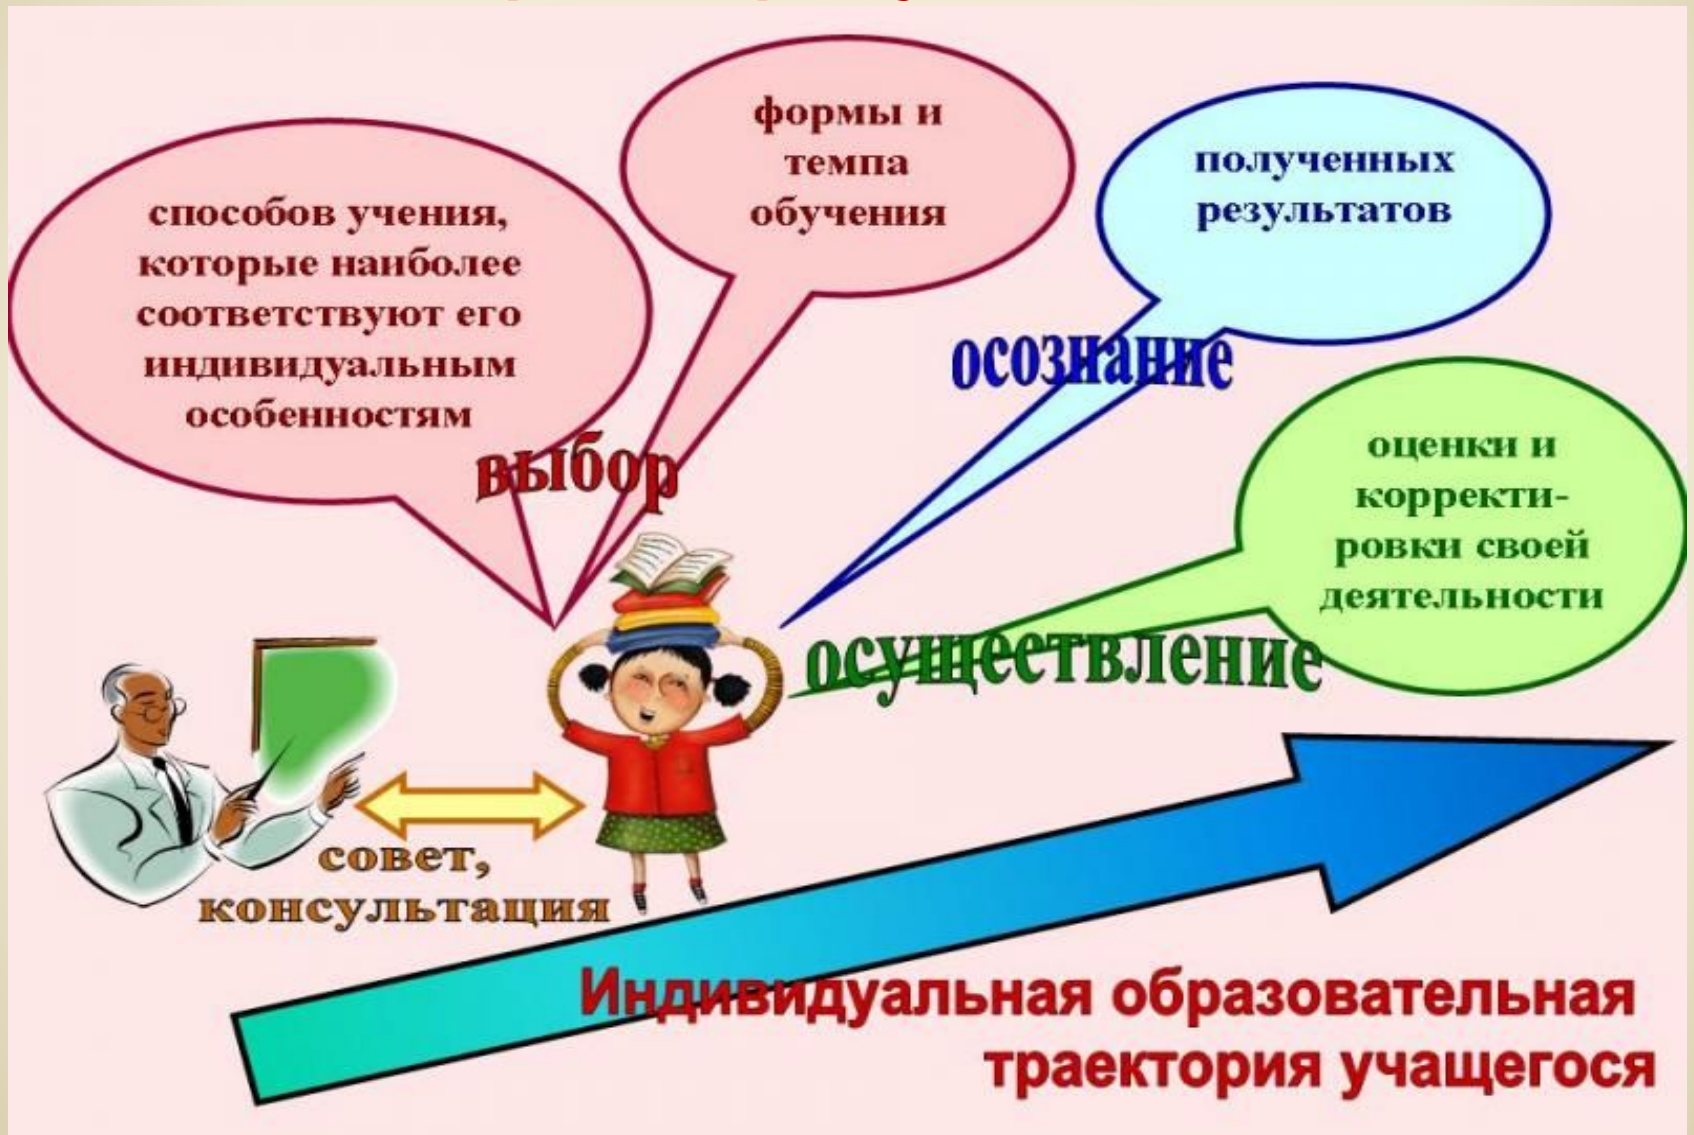 формы и
темпа
обучения
способов учения,
которые наиболее
соответствуют его
индивидуальным
особенностям
выбор
полученных
результатов
осознание
оценки и
корректи-
ровки своей
деятельности
осуществление
совет,
консультация
Индивидуальная образовательная
траектория учащегося